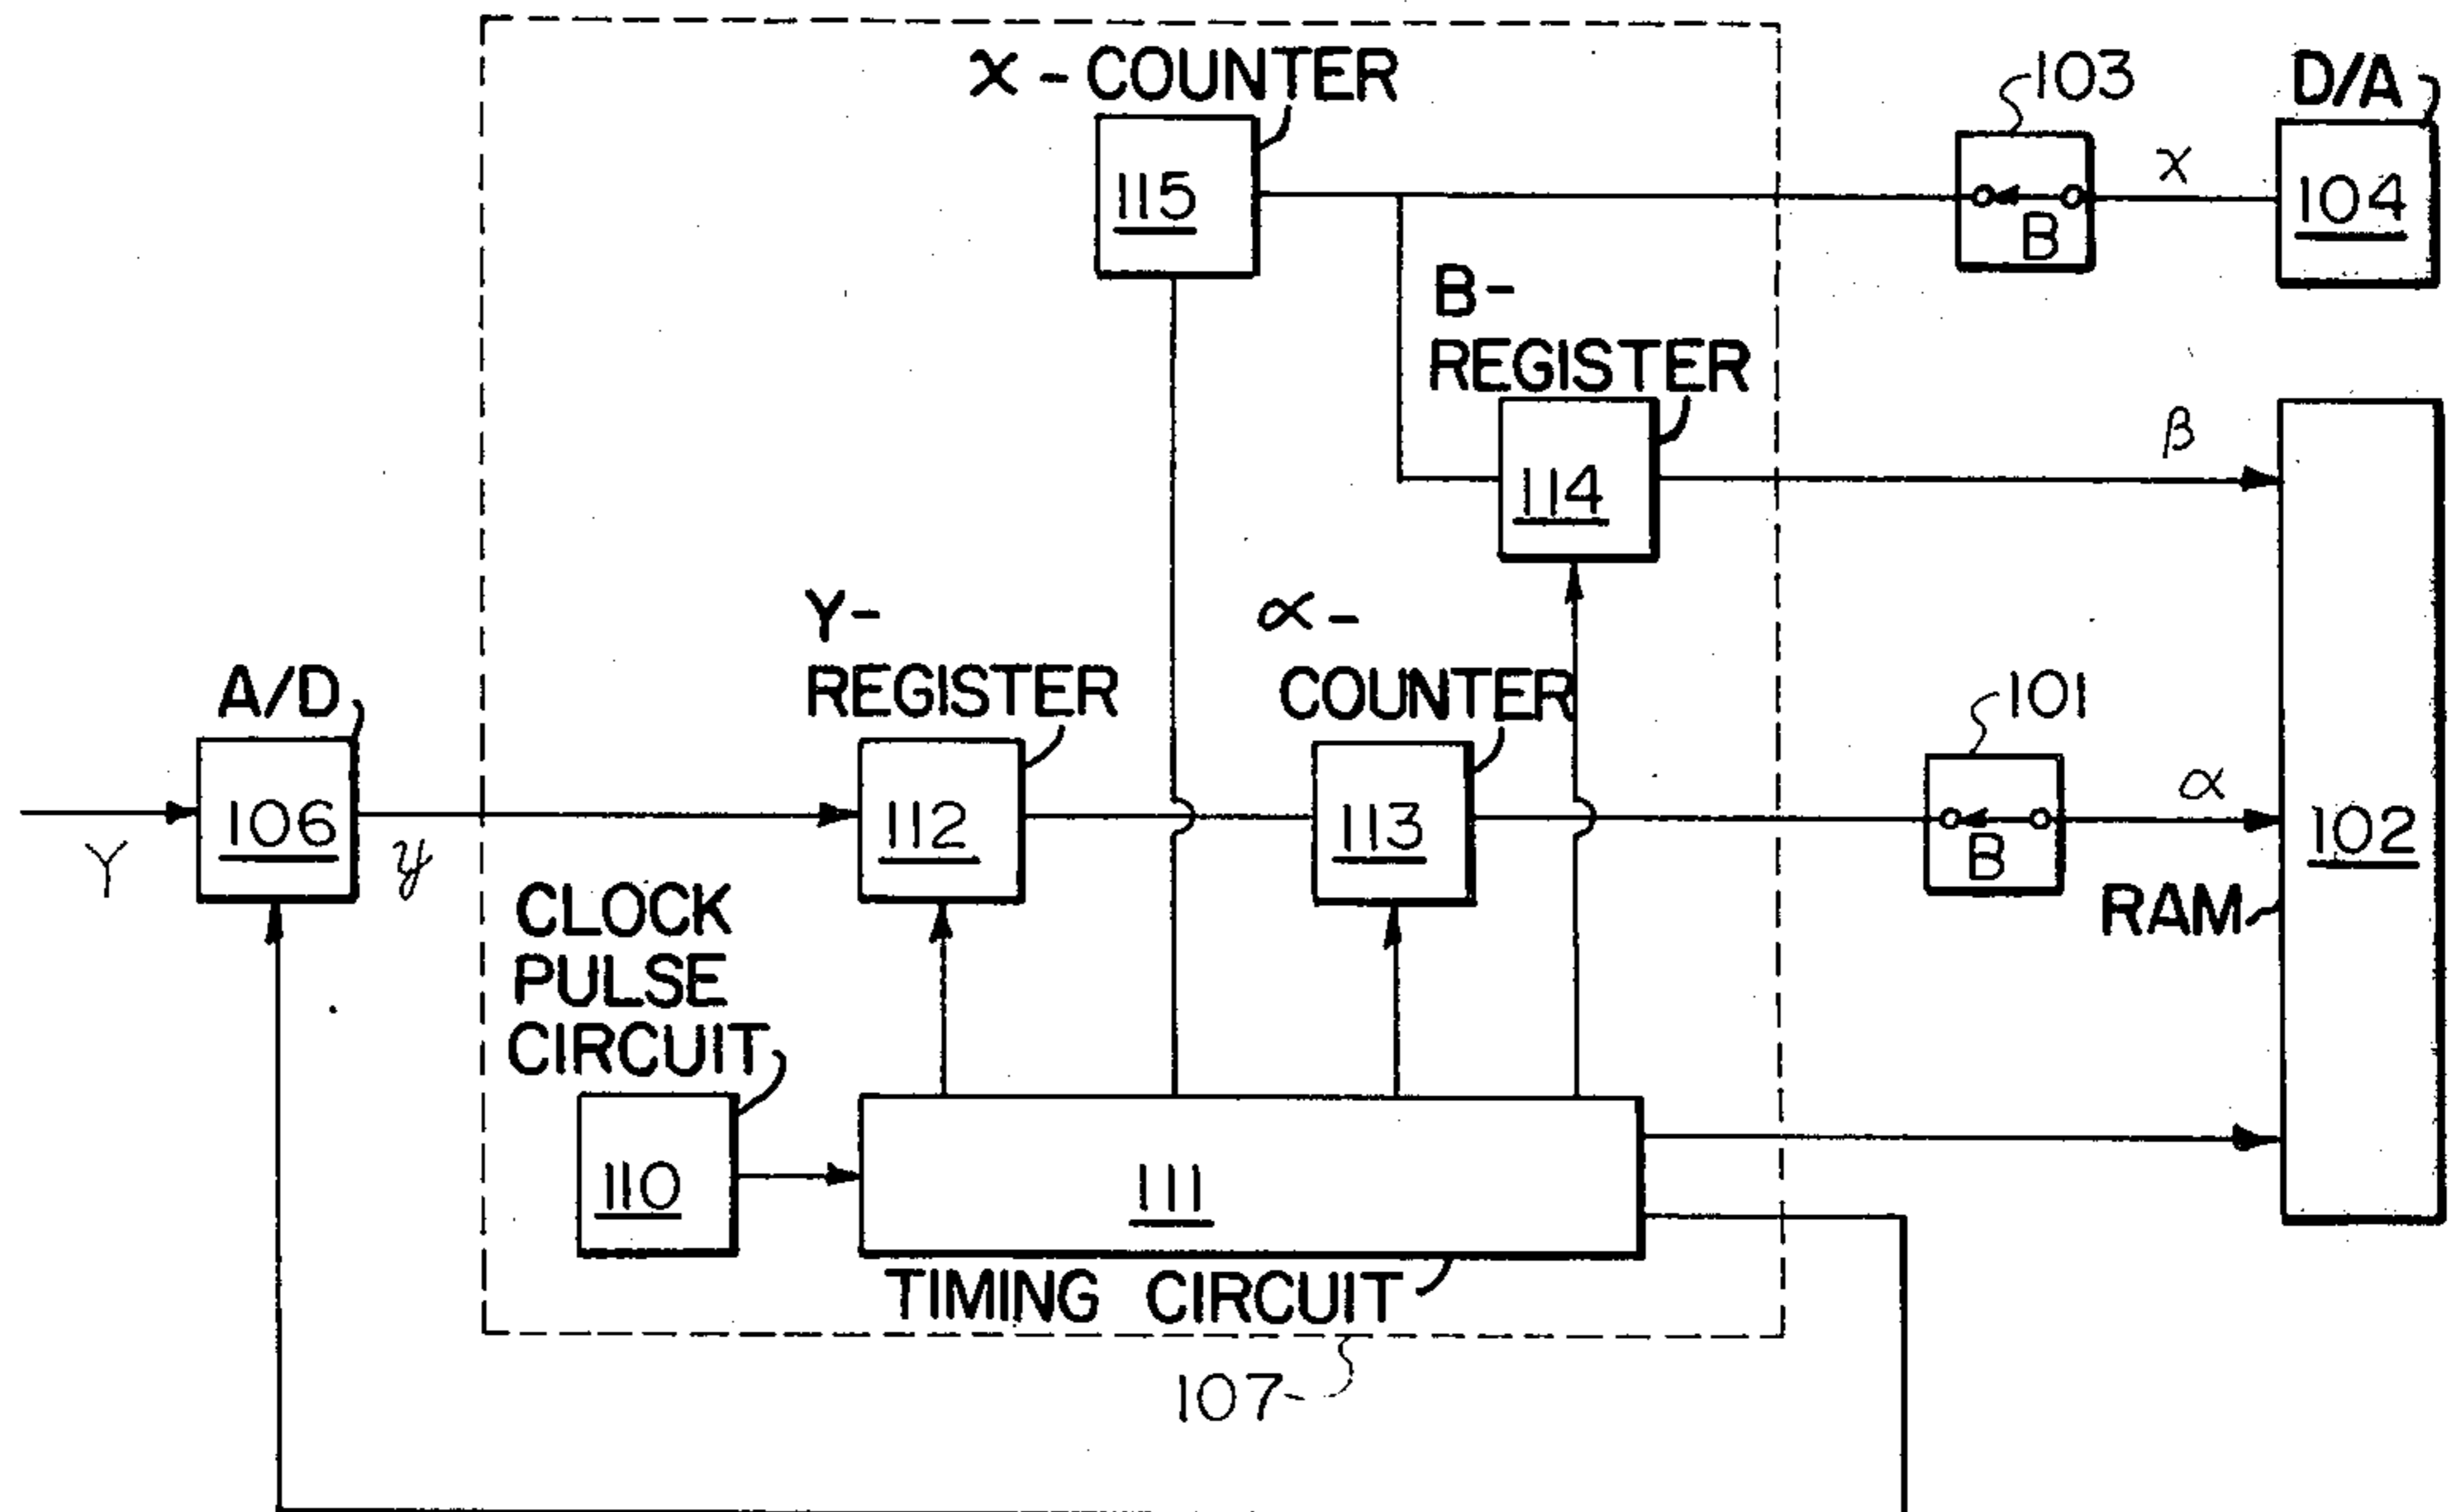 X - COUNTER
115
103
B
x
D/A
104
B-
REGISTER
114
β
Y-
REGISTER
112
α-
COUNTER
113
101
B
α
102
RAM
A/D
106
Y
y
CLOCK
PULSE
CIRCUIT
110
111
TIMING CIRCUIT
107